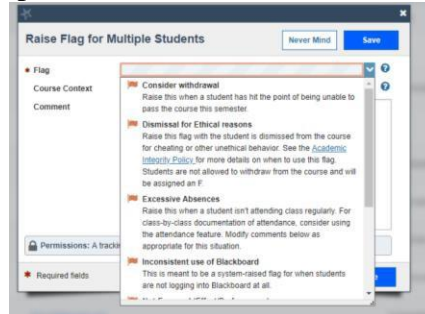 Raise Flag for Multiple Students
Never Mind
Save
* Flag
Course Context
Comment
Consider withdrawal
Raise this when a student has hit the point of being unable to
pass the course this semester.
Dismissal for Ethical reasons
Raise this flag with the student is dismissed from the course
for cheating or other unethical behavior. See the Academic
Integrity Policy for more details on when to use this flag.
Students are not allowed to withdraw from the course and will
be assigned an F.
Excessive Absences
Raise this when a student isn't attending class regularly. For
class-by-class documentation of attendance, consider using
the attendance feature. Modify comments below as
appropriate for this situation.
Inconsistent use of Blackboard
This is meant to be a system-raised flag for when students
are not logging into Blackboard at all.
Permissions: A trackin
* Required fields